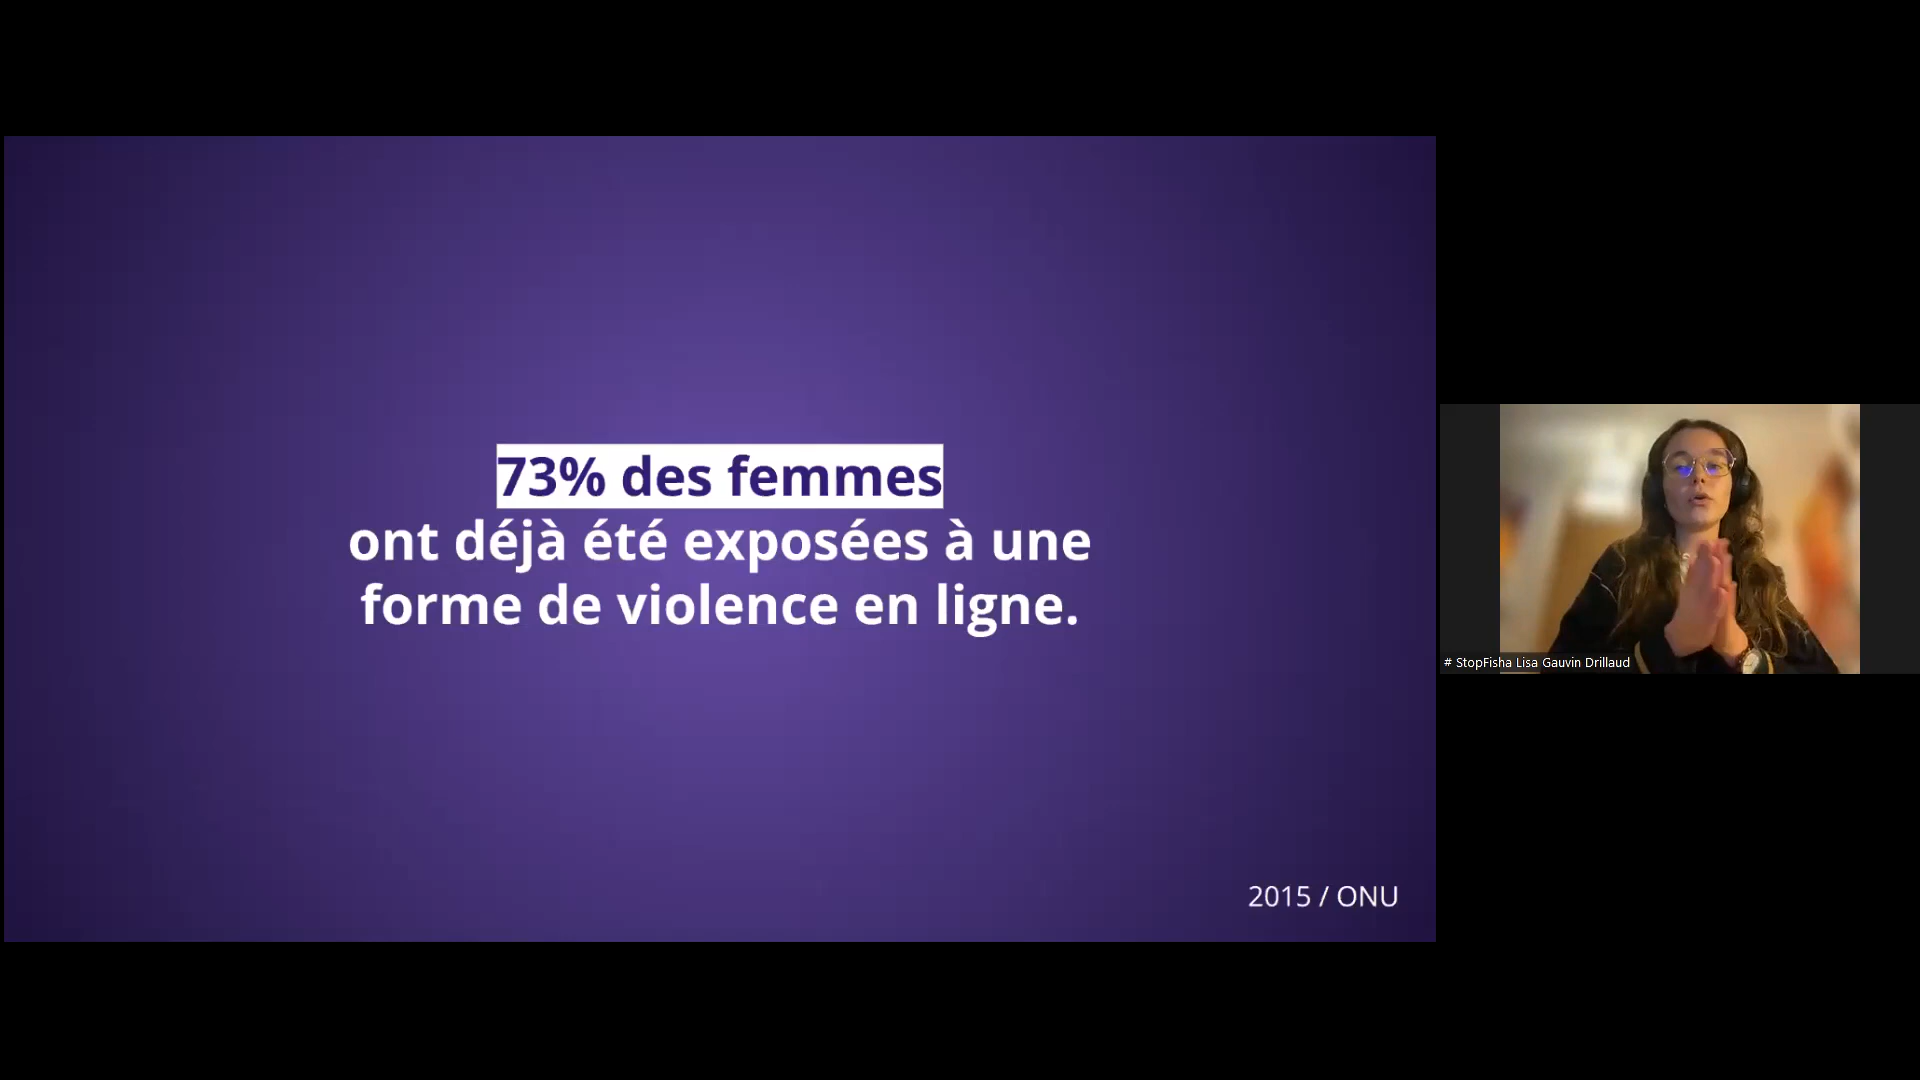 73% des femmes
ont déjà été exposées à une
forme de violence en ligne.
2015 / ONU
# StopFisha Lisa Gauvin Drillaud